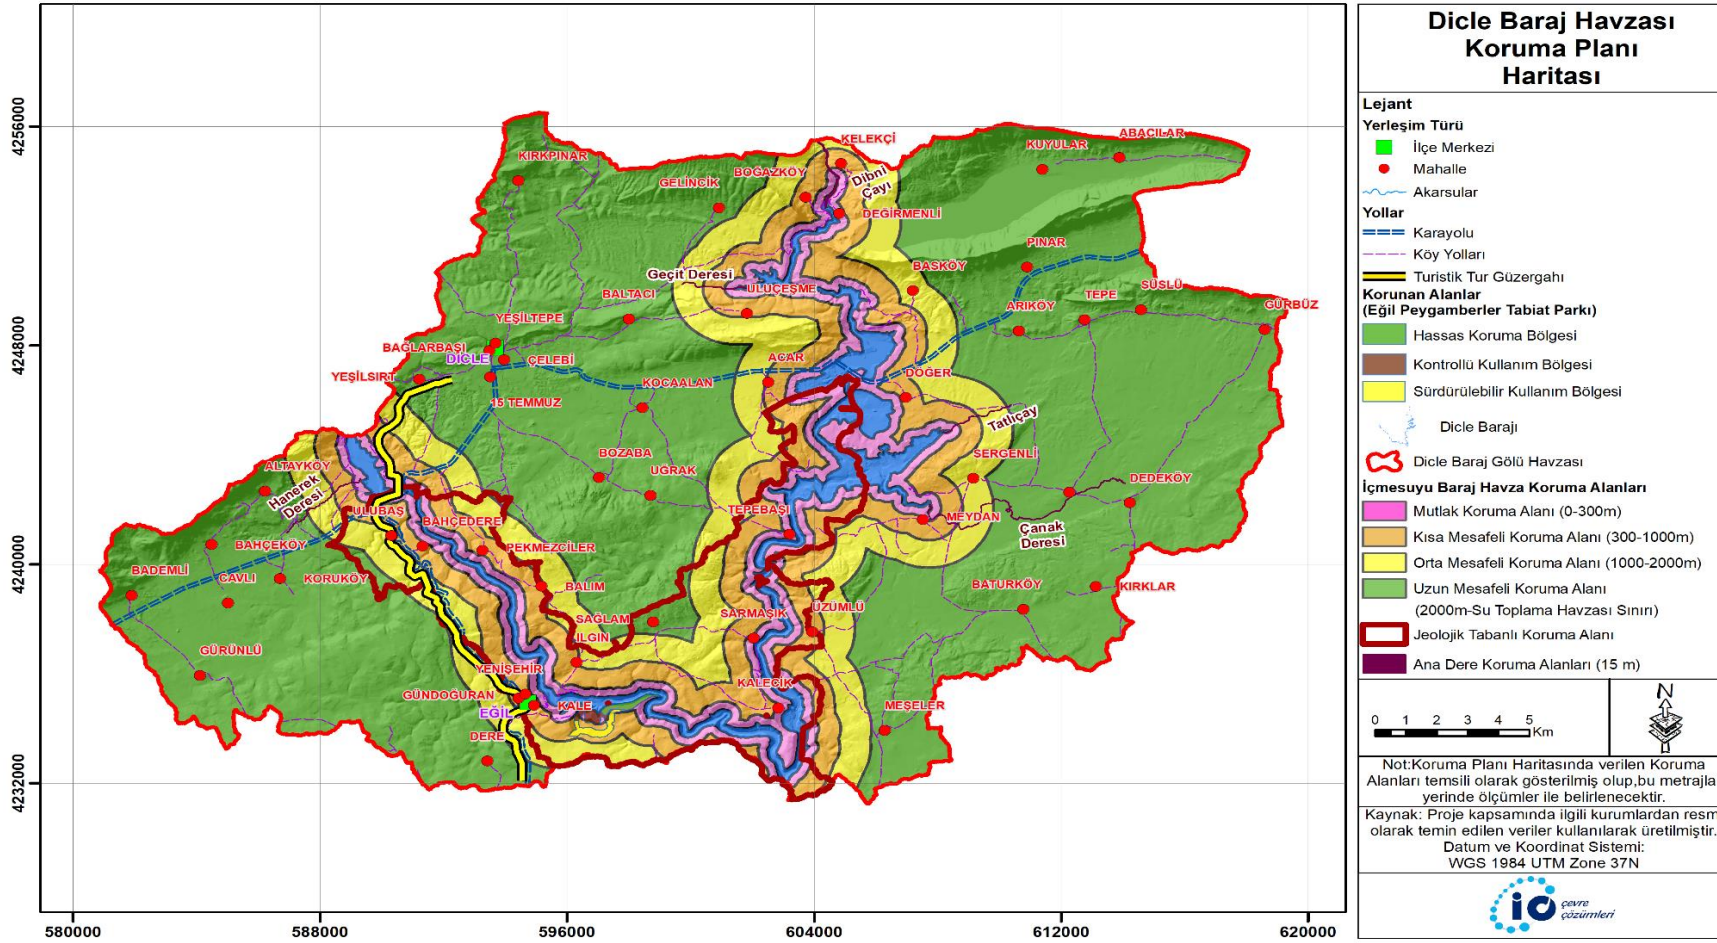 Dicle Baraj Havzası
Koruma Planı
Haritası
Lejant
Yerleşim Türü
İlçe Merkezi
Mahalle
Akarsular
Yollar
Karayolu
Köy Yolları
Turistik Tur Güzergahı
Korunan Alanlar
(Eğil Peygamberler Tabiat Parkı)
Hassas Koruma Bölgesi
Kontrollü Kullanım Bölgesi
Sürdürülebilir Kullanım Bölgesi
Dicle Barajı
Dicle Baraj Gölü Havzası
İçmesuyu Baraj Havza Koruma Alanları
Mutlak Koruma Alanı (0-300m)
Kısa Mesafeli Koruma Alanı (300-1000m)
Orta Mesafeli Koruma Alanı (1000-2000m)
Uzun Mesafeli Koruma Alanı
(2000m-Su Toplama Havzası Sınırı)
Jeolojik Tabanlı Koruma Alanı
Ana Dere Koruma Alanları (15 m)
0 1 2 3 4 5
Km
N
Not:Koruma Planı Haritasında verilen Koruma
Alanları temsili olarak gösterilmiş olup,bu metrajla
yerinde ölçümler ile belirlenecektir.
Kaynak: Proje kapsamında ilgili kurumlardan resm
olarak temin edilen veriler kullanılarak üretilmiştir.
Datum ve Koordinat Sistemi:
WGS 1984 UTM Zone 37N
io
çevre
çözümleri
4256000
4248000
4240000
4232000
580000
588000
596000
604000
612000
620000
KELEKÇİ
ABACILAR
KUYULAR
KIRKPINAR
GELİNCİK
BOĞAZKÖY
Dibni
Çayı
DEĞİRMENLİ
PINAR
BASKÖY
Geçit Deresi
ULUÇEŞME
BALTACI
ARIKÖY
TEPE
SÜSLÜ
GÜRBÜZ
YEŞİLTEPE
BAĞLARBAŞI
DİCLE
ÇELEBİ
YEŞİLSIRT
ACAR
KOCAALAN
DÖĞER
15 TEMMUZ
Tatlıçay
BOZABA
UĞRAK
SERGENLİ
DEDEKÖY
ALTAYKÖY
Hanerek
Deresi
ULUBAŞ
BAHÇEDERE
TEPEBAŞI
MEYDAN
Çanak
Deresi
PEKMEZCİLER
BAHÇEKÖY
BADEMLİ
CAVLI
KORUKÖY
BALIM
BATURKÖY
KIRKLAR
SAĞLAM
ILGIN
SARMAŞIK
ÜZÜMLÜ
GÜRÜNLÜ
YENİŞEHİR
GÜNDOĞURAN
EĞİL
KALE
KALECİK
MEŞELER
DERE